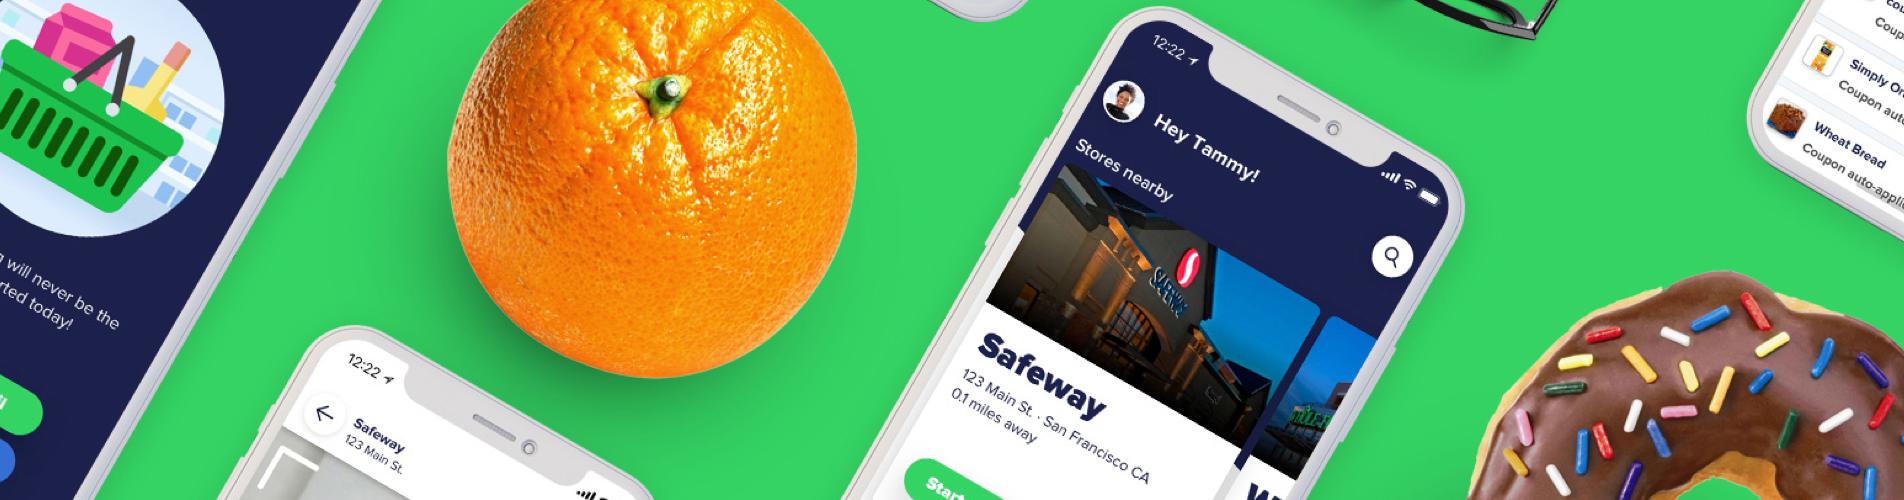 g will never be the
rted today!
12:22
Safeway
123 Main St.
12:22
Hey Tammy!
Stores nearby
SAFEWAY
Safeway
123 Main St. · San Francisco CA
0.1 miles away
Start
W
Coup
Simply Or
Coupon auto
Wheat Bread
Coupon auto-appli